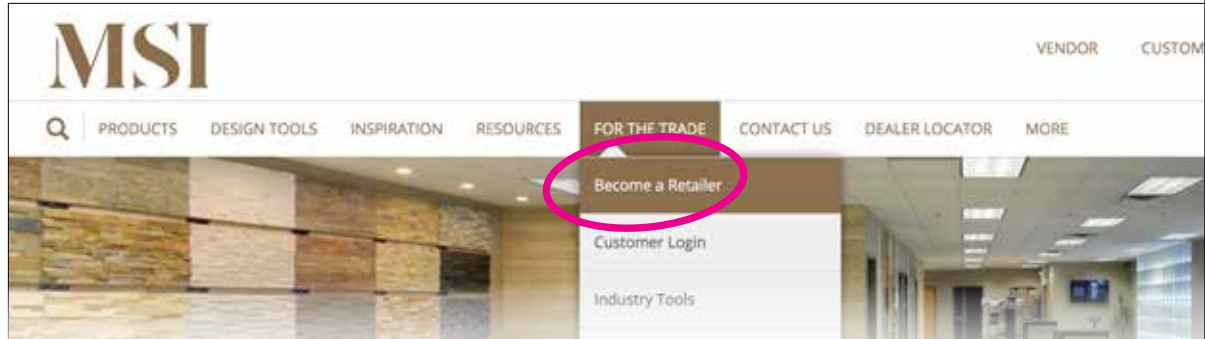 MSI
VENDOR CUSTOM
PRODUCTS DESIGN TOOLS INSPIRATION RESOURCES FOR THE TRADE CONTACT US DEALER LOCATOR MORE
Become a Retailer
Customer Login
Industry Tools